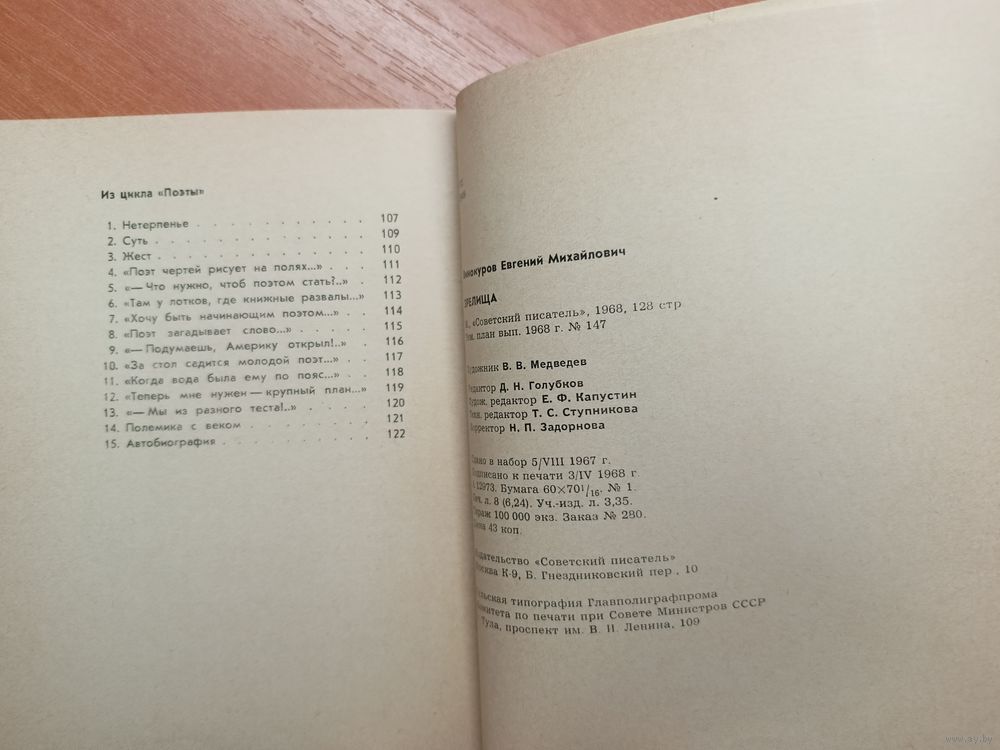 Из цикла «Поэты»
1. Нетерпенье . . . . . . . . . . 107
2. Суть . . . . . . . . . . . . . 109
3. Жест . . . . . . . . . . . . . 110
4. «Поэт чертей рисует на полях...» . . . 111
5. «— Что нужно, чтоб поэтом стать?..» . 112
6. «Там у лотков, где книжные развалы...» 113
7. «Хочу быть начинающим поэтом...» . . 114
8. «Поэт загадывает слово...» . . . . . 115
9. «— Подумаешь, Америку открыл!..» . . 116
10. «За стол садится молодой поэт...» . . 117
11. «Когда вода была ему по пояс...» . . 118
12. «Теперь мне нужен — крупный план...» 119
13. «— Мы из разного теста!..» . . . . . 120
14. Полемика с веком . . . . . . . . 121
15. Автобиография . . . . . . . . . . 122
Евгений Михайлович
«Советский писатель», 1968, 128 стр
план вып. 1968 г. № 147
В. В. Медведев
Д. Н. Голубков
редактор Е. Ф. Капустин
редактор Т. С. Ступникова
Н. П. Задорнова
в набор 5/VIII 1967 г.
к печати 3/IV 1968 г.
12973. Бумага 60×70 1/16. № 1.
л. 8 (6,24). Уч.-изд. л. 3,35.
100 000 экз. Заказ № 280.
43 коп.
«Советский писатель»
К-9, Б. Гнездниковский пер., 10
типография Главполиграфпрома
по печати при Совете Министров СССР
Тула, проспект им. В. И. Ленина, 109
www.ay.by